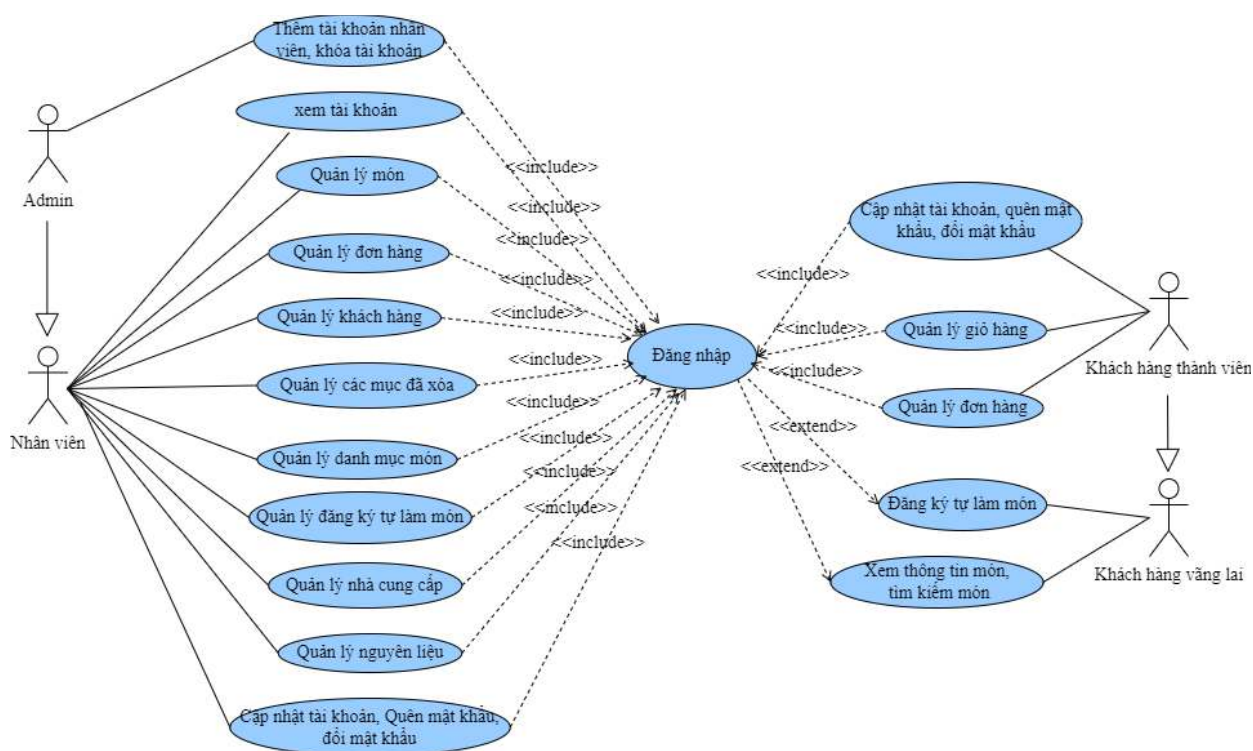 Thêm tài khoản nhân
viên, khóa tài khoản
xem tài khoản
Quản lý món
Quản lý đơn hàng
Quản lý khách hàng
Quản lý các mục đã xóa
Quản lý danh mục món
Quản lý đăng ký tự làm món
Quản lý nhà cung cấp
Quản lý nguyên liệu
Cập nhật tài khoản, Quên mật khẩu,
đổi mật khẩu
Admin
Nhân viên
<<include>>
<<include>>
<<include>>
<<include>>
<<include>>
<<include>>
<<include>>
<<include>>
<<include>>
<<include>>
<<include>>
Đăng nhập
<<include>>
<<include>>
<<include>>
<<extend>>
<<extend>>
Cập nhật tài khoản, quên mật
khẩu, đổi mật khẩu
Quản lý giỏ hàng
Quản lý đơn hàng
Đăng ký tự làm món
Xem thông tin món,
tìm kiếm món
Khách hàng thành viên
Khách hàng vãng lai